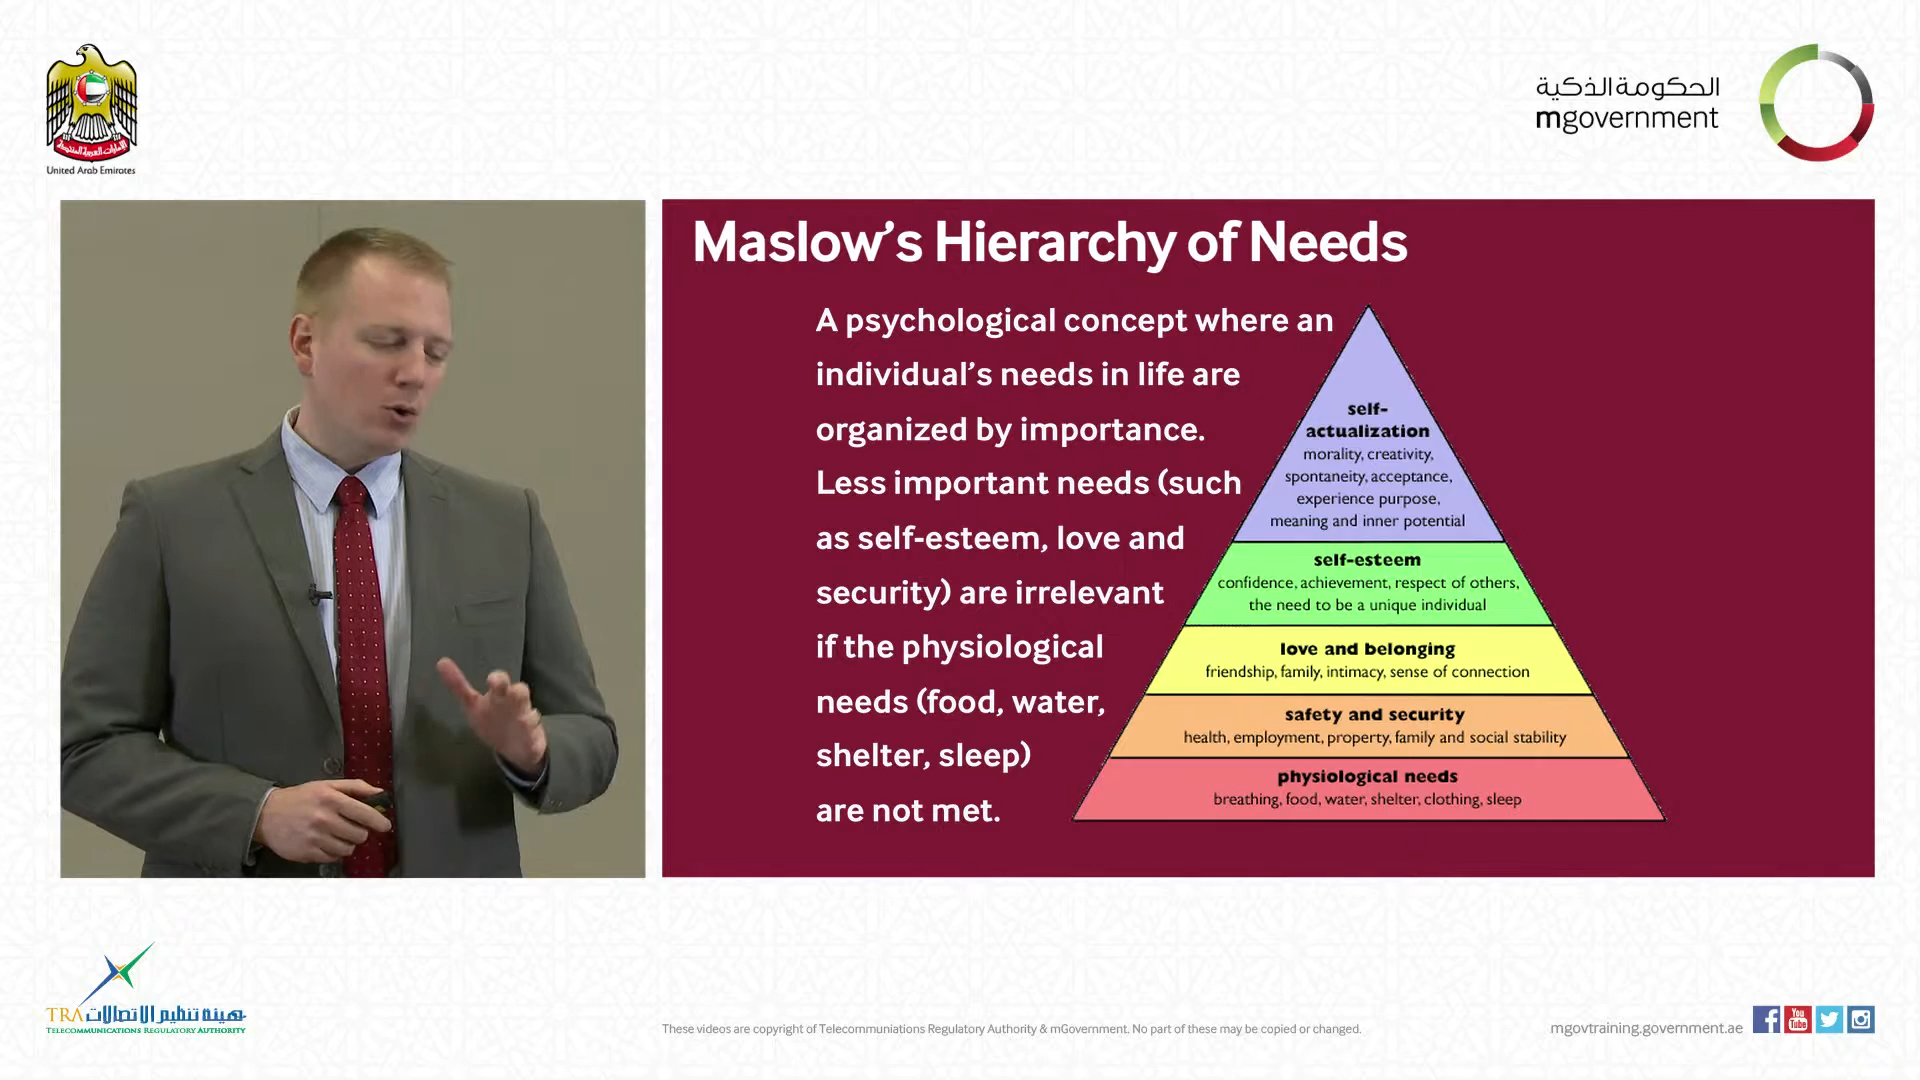 الإمارات العربية المتحدة
United Arab Emirates
الحكومة الذكية
mgovernment
Maslow’s Hierarchy of Needs
A psychological concept where an
individual’s needs in life are
organized by importance.
Less important needs (such
as self-esteem, love and
security) are irrelevant
if the physiological
needs (food, water,
shelter, sleep)
are not met.
self-
actualization
morality, creativity,
spontaneity, acceptance,
experience purpose,
meaning and inner potential
self-esteem
confidence, achievement, respect of others,
the need to be a unique individual
love and belonging
friendship, family, intimacy, sense of connection
safety and security
health, employment, property, family and social stability
physiological needs
breathing, food, water, shelter, clothing, sleep
TRA هيئة تنظيم الاتصالات
TELECOMMUNICATIONS REGULATORY AUTHORITY
These videos are copyright of Telecommuniations Regulatory Authority & mGovernment. No part of these may be copied or changed.
mgovtraining.government.ae
You
Tube